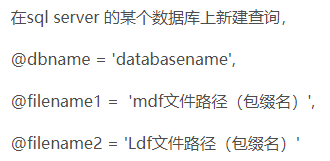 在sql server 的某个数据库上新建查询，
@dbname = 'databasename',
@filename1 =  'mdf文件路径（包缀名）',
@filename2 = 'Ldf文件路径（包缀名）'